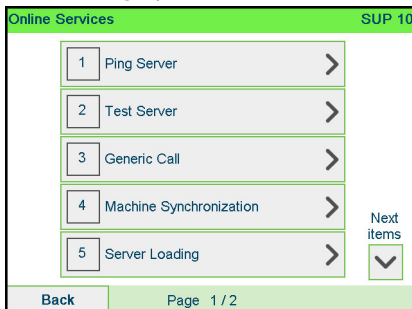 Online Services SUP 10
1 Ping Server
2 Test Server
3 Generic Call
4 Machine Synchronization
5 Server Loading
Next
items
Back Page 1/2